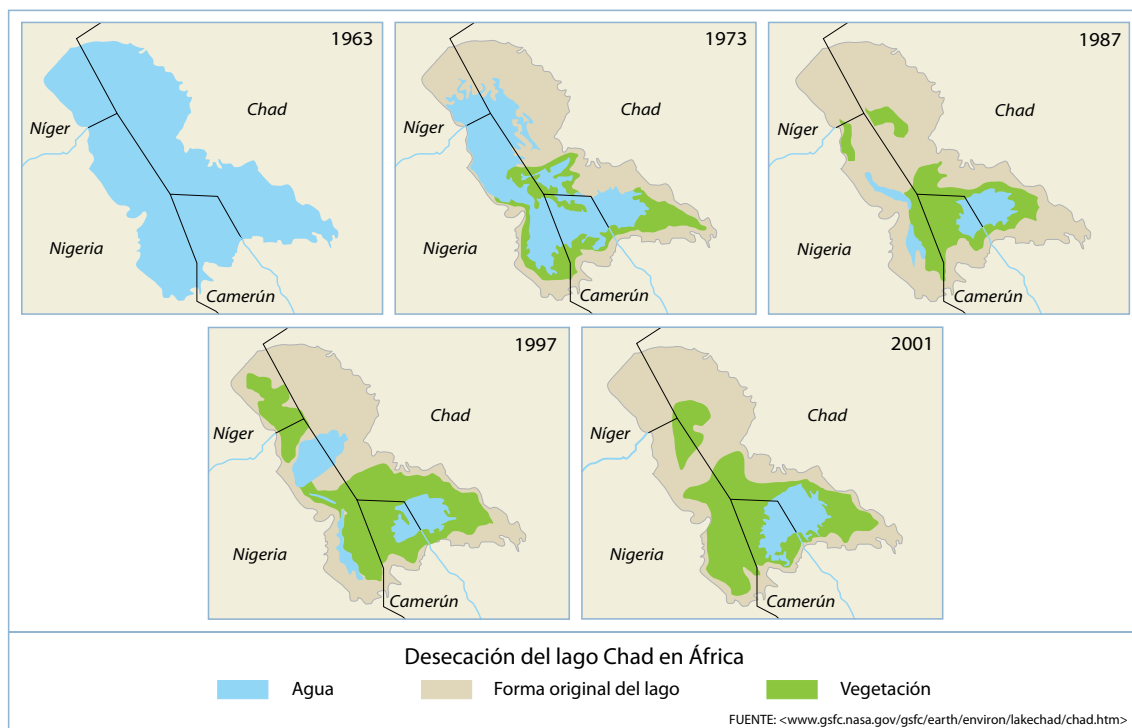 1963
Chad
Níger
Nigeria
Camerún
1973
Chad
Níger
Nigeria
Camerún
1987
Chad
Níger
Nigeria
Camerún
1997
Chad
Níger
Nigeria
Camerún
2001
Chad
Níger
Nigeria
Camerún
Desecación del lago Chad en África
Agua
Forma original del lago
Vegetación
FUENTE: <www.gsfc.nasa.gov/gsfc/earth/environ/lakechad/chad.htm>